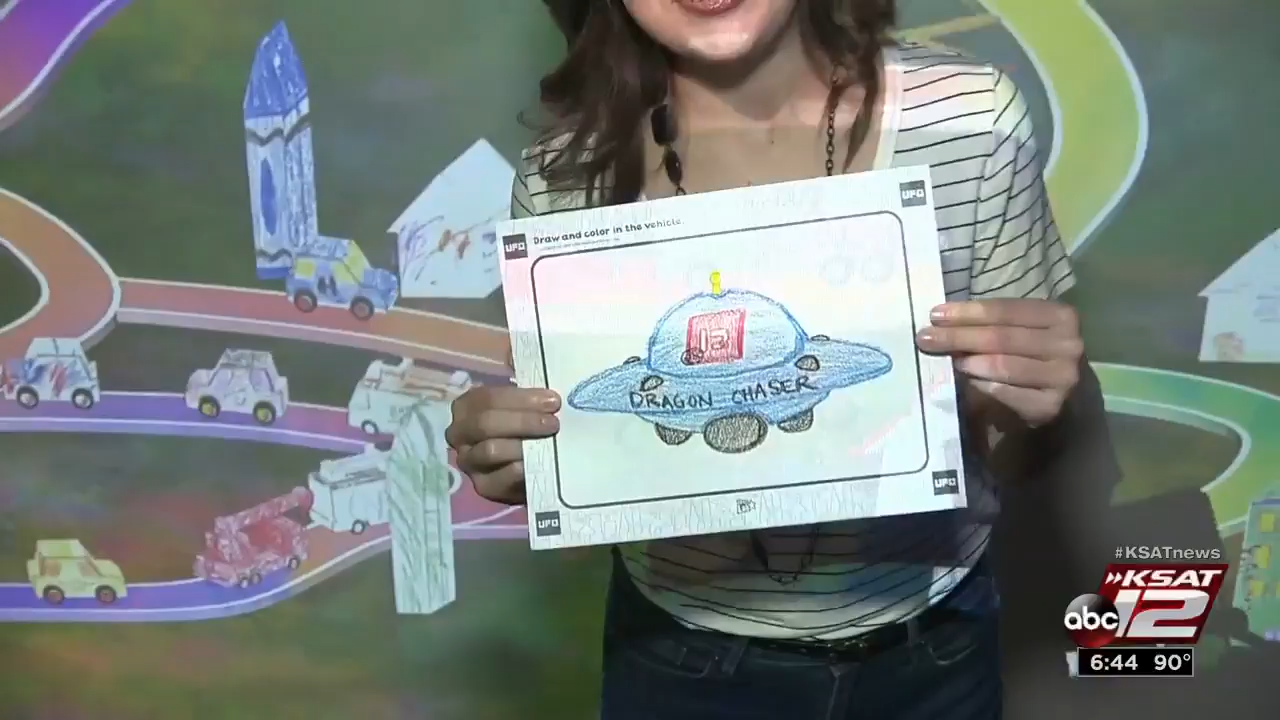 UFO
UFO
Draw and color in the vehicle.
13
DRAGON CHASER
UFO
UFO
#KSATnews
KSAT
abc 12
6:44 90°